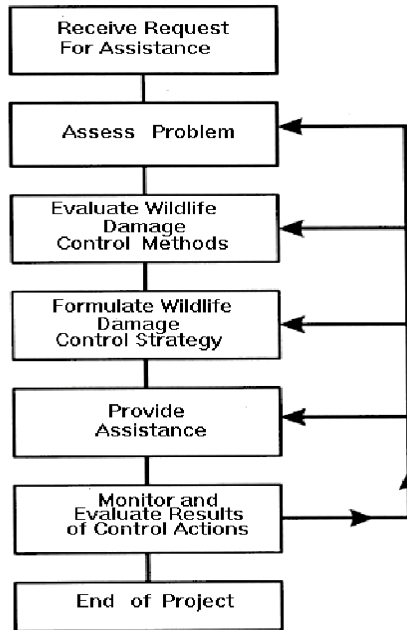 Receive Request
For Assistance
Assess Problem
Evaluate Wildlife
Damage
Control Methods
Formulate Wildlife
Damage
Control Strategy
Provide
Assistance
Monitor and
Evaluate Results
of Control Actions
End of Project